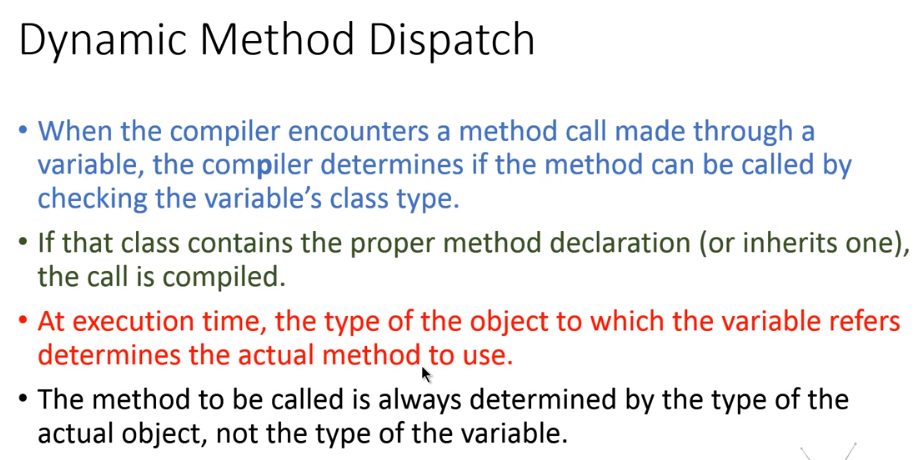 Dynamic Method Dispatch
• When the compiler encounters a method call made through a
variable, the compiler determines if the method can be called by
checking the variable's class type.
• If that class contains the proper method declaration (or inherits one),
the call is compiled.
• At execution time, the type of the object to which the variable refers
determines the actual method to use.
• The method to be called is always determined by the type of the
actual object, not the type of the variable.